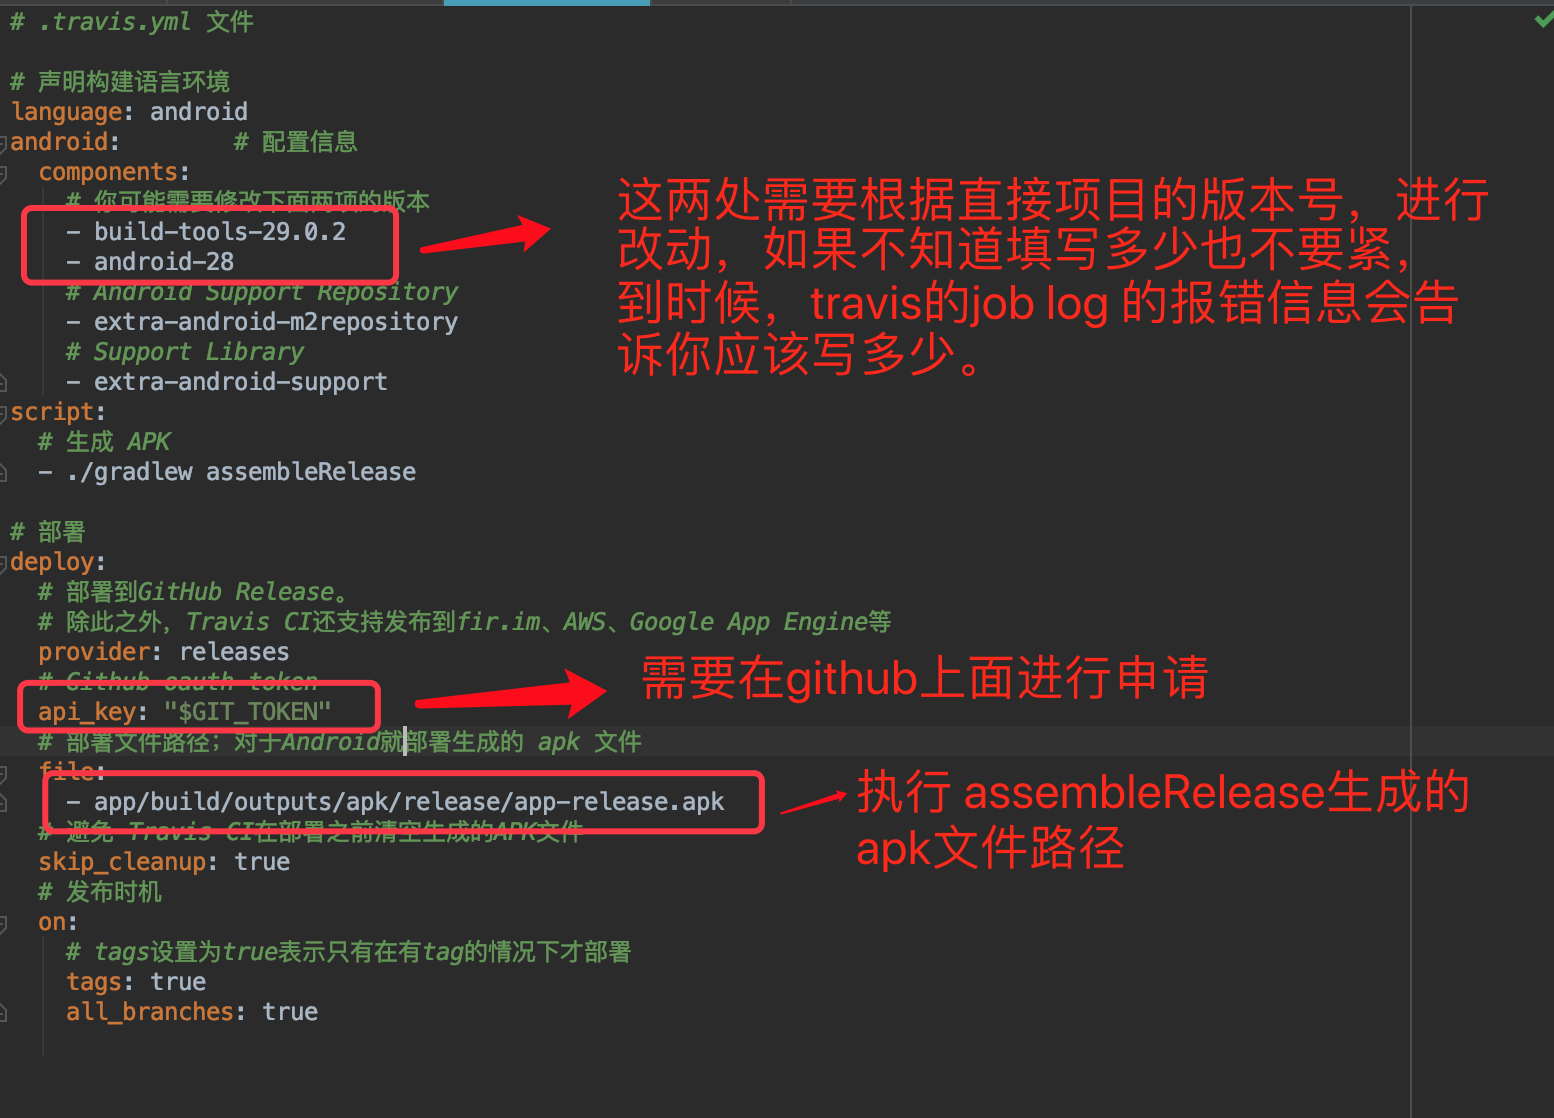 # .travis.yml 文件
# 声明构建语言环境
language: android
android:        # 配置信息
components:
# 你可能需要修改下面两项的版本
- build-tools-29.0.2
- android-28
这两处需要根据直接项目的版本号，进行
改动，如果不知道填写多少也不要紧，
到时候，travis的job log 的报错信息会告
诉你应该写多少。
# Android Support Repository
- extra-android-m2repository
# Support Library
- extra-android-support
script:
# 生成 APK
- ./gradlew assembleRelease
# 部署
deploy:
# 部署到GitHub Release。
# 除此之外，Travis CI还支持发布到fir.im、AWS、Google App Engine等
provider: releases
# Github oauth token
api_key: "$GIT_TOKEN"
需要在github上面进行申请
# 部署文件路径；对于Android就部署生成的 apk 文件
file:
- app/build/outputs/apk/release/app-release.apk
执行 assembleRelease生成的
apk文件路径
# 避免 Travis CI在部署之前清空生成的APK文件
skip_cleanup: true
# 发布时机
on:
# tags设置为true表示只有在有tag的情况下才部署
tags: true
all_branches: true